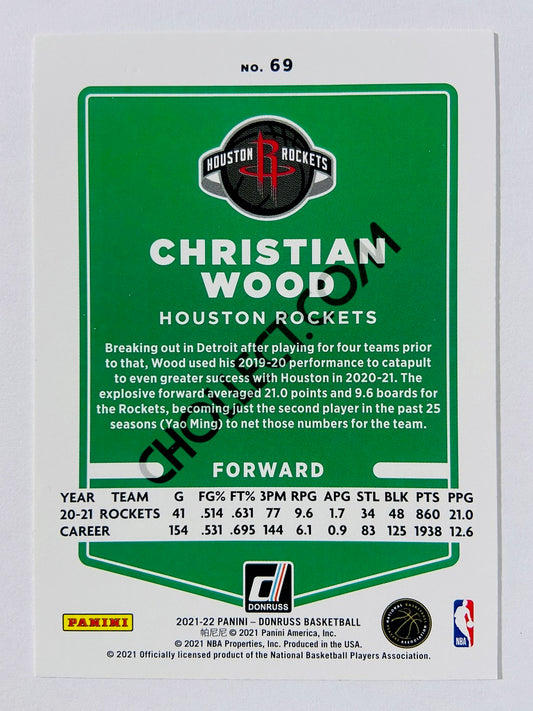 NO. 69
HOUSTON R ROCKETS
CHRISTIAN
WOOD
HOUSTON ROCKETS
Breaking out in Detroit after playing for four teams prior
to that, Wood used his 2019-20 performance to catapult
to even greater success with Houston in 2020-21. The
explosive forward averaged 21.0 points and 9.6 boards for
the Rockets, becoming just the second player in the past 25
seasons (Yao Ming) to net those numbers for the team.
CHOLLECT.COM
FORWARD
YEAR TEAM G FG% FT% 3PM RPG APG STL BLK PTS PPG
20-21 ROCKETS 41 .514 .631 77 9.6 1.7 34 48 860 21.0
CAREER 154 .531 .695 144 6.1 0.9 83 125 1938 12.6
DONRUSS
PANINI
2021-22 PANINI – DONRUSS BASKETBALL
帕尼尼 © 2021 Panini America, Inc.
© 2021 NBA Properties, Inc. Produced in the USA.
© 2021 Officially licensed product of the National Basketball Players Association.
NBA